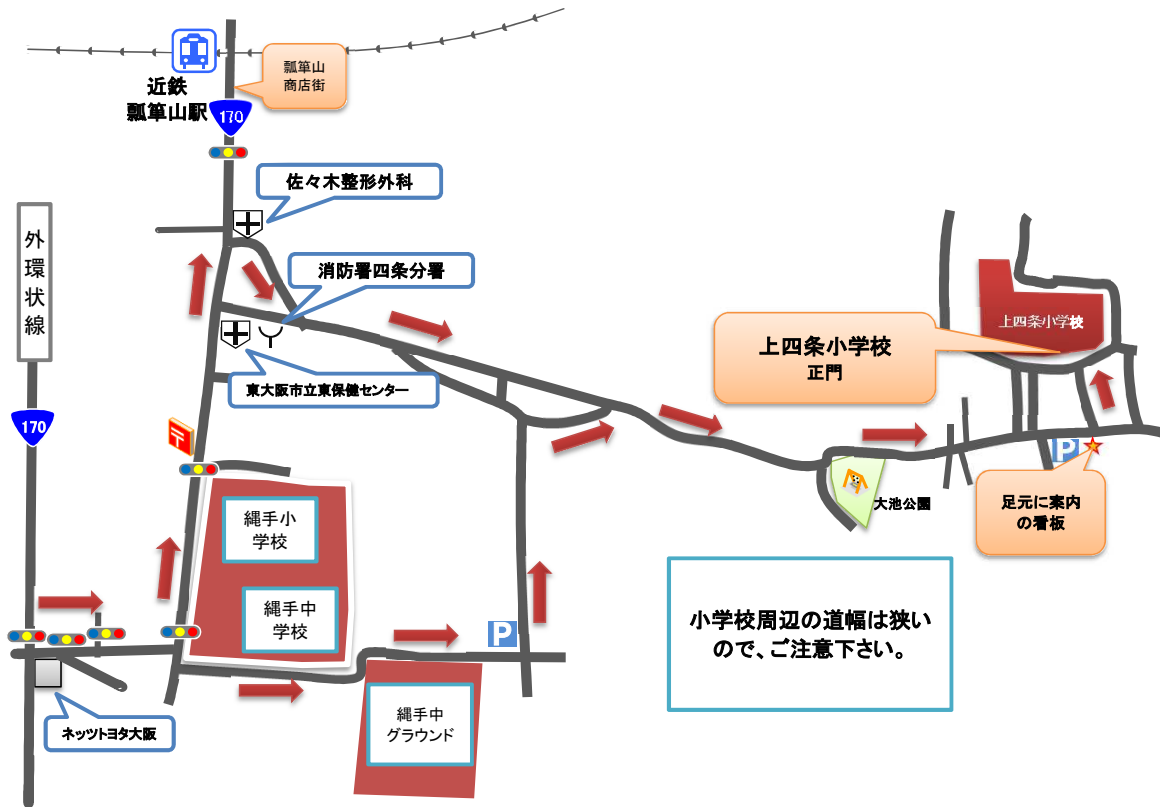 近鉄
瓢箪山駅
瓢箪山
商店街
170
佐々木整形外科
外環状線
消防署四条分署
上四条小学校
上四条小学校
正門
東大阪市立東保健センター
170
〒
P
大池公園
足元に案内
の看板
縄手小
学校
縄手中
学校
小学校周辺の道幅は狭い
ので、ご注意下さい。
P
縄手中
グラウンド
ネッツトヨタ大阪